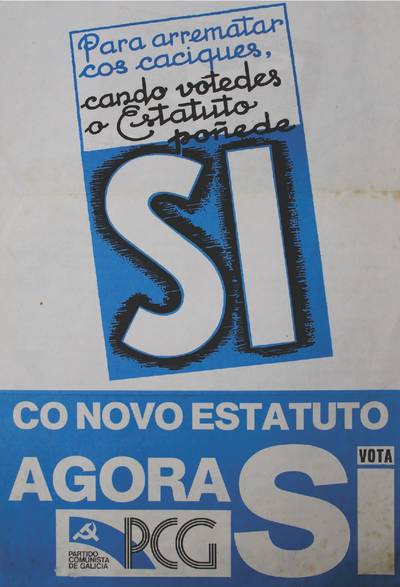 Para arrematar
cos caciques,
cando votedes
o Estatuto
poñede
SI
CO NOVO ESTATUTO
AGORA
VOTA
SI
PARTIDO
COMUNISTA
DE GALICIA
PCG